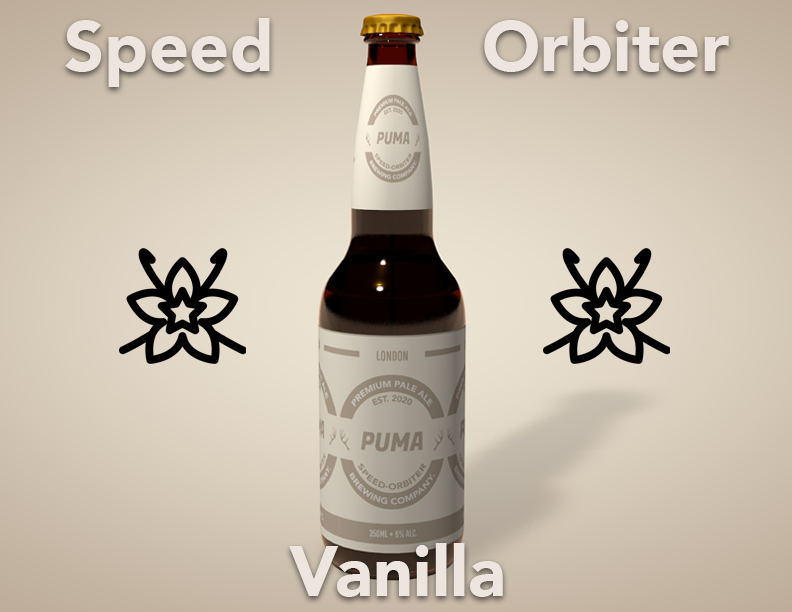 Speed Orbiter
PREMIUM PALE ALE
EST. 2020
PUMA
SPEED-ORBITER
BREWING COMPANY
LONDON
PREMIUM PALE ALE
EST. 2020
PUMA
SPEED-ORBITER
BREWING COMPANY
350ML • 6% ALC.
Vanilla